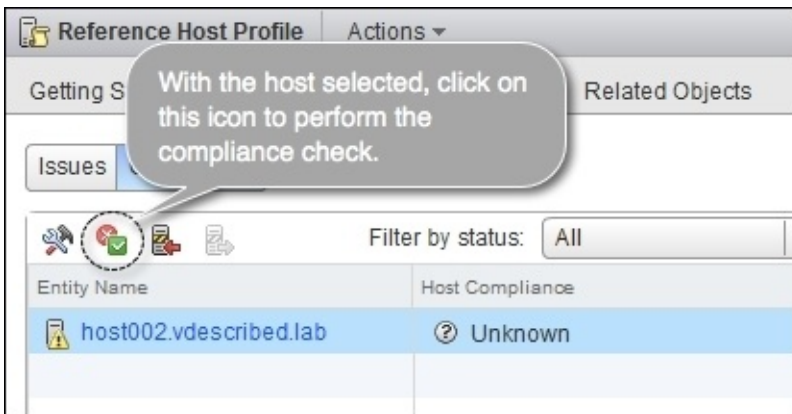 Reference Host Profile Actions
Getting S
With the host selected, click on
this icon to perform the
compliance check.
Related Objects
Issues
Filter by status: All
Entity Name Host Compliance
host002.vdescribed.lab Unknown